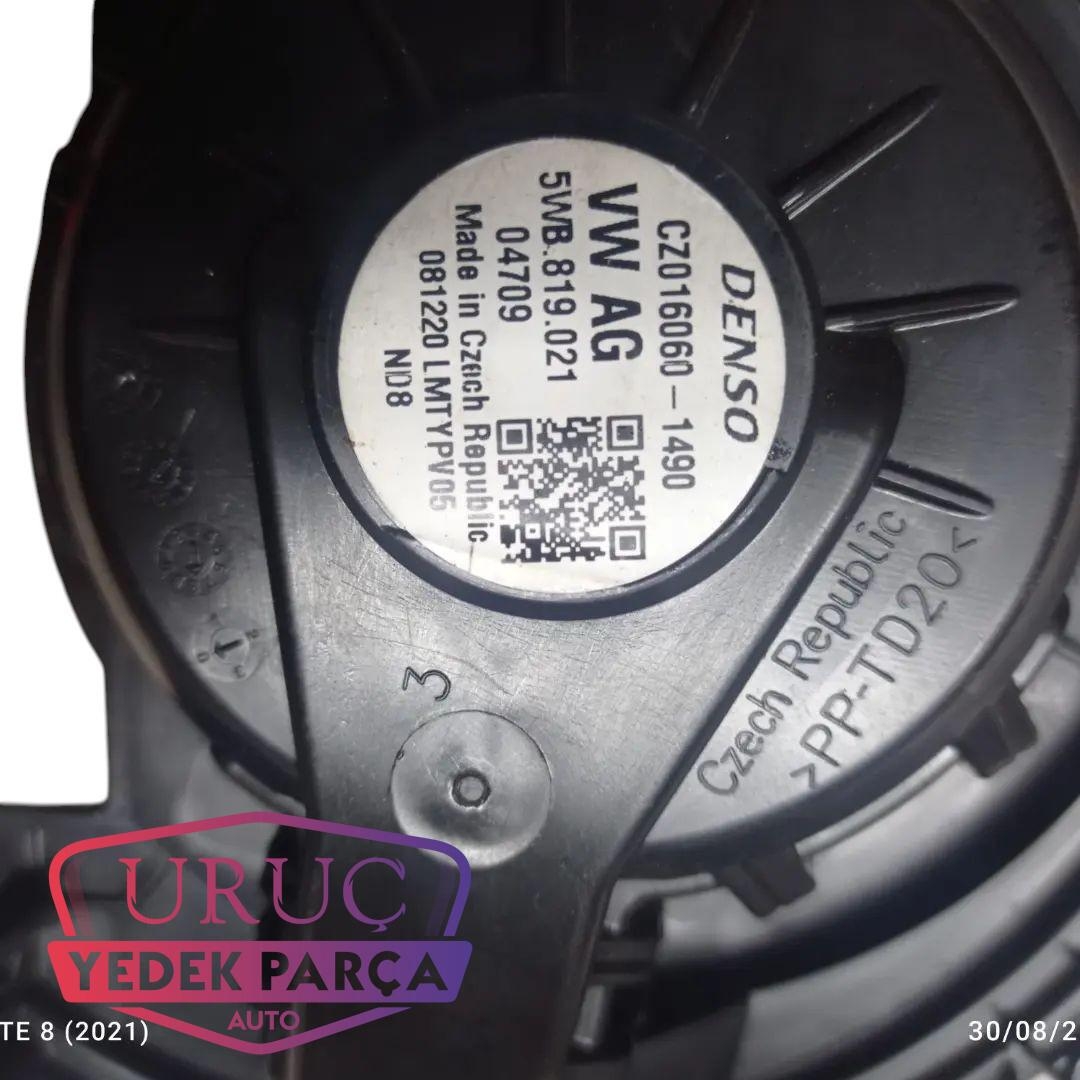 DENSO
CZ016060-1490
VW AG
5WB.819.021
04709
Made in Czech Republic
081220 LMTYPV05
ND8
Czech Republic
>PP-TD20<
3
URUÇ
YEDEK PARÇA
AUTO
TE 8 (2021)
30/08/2